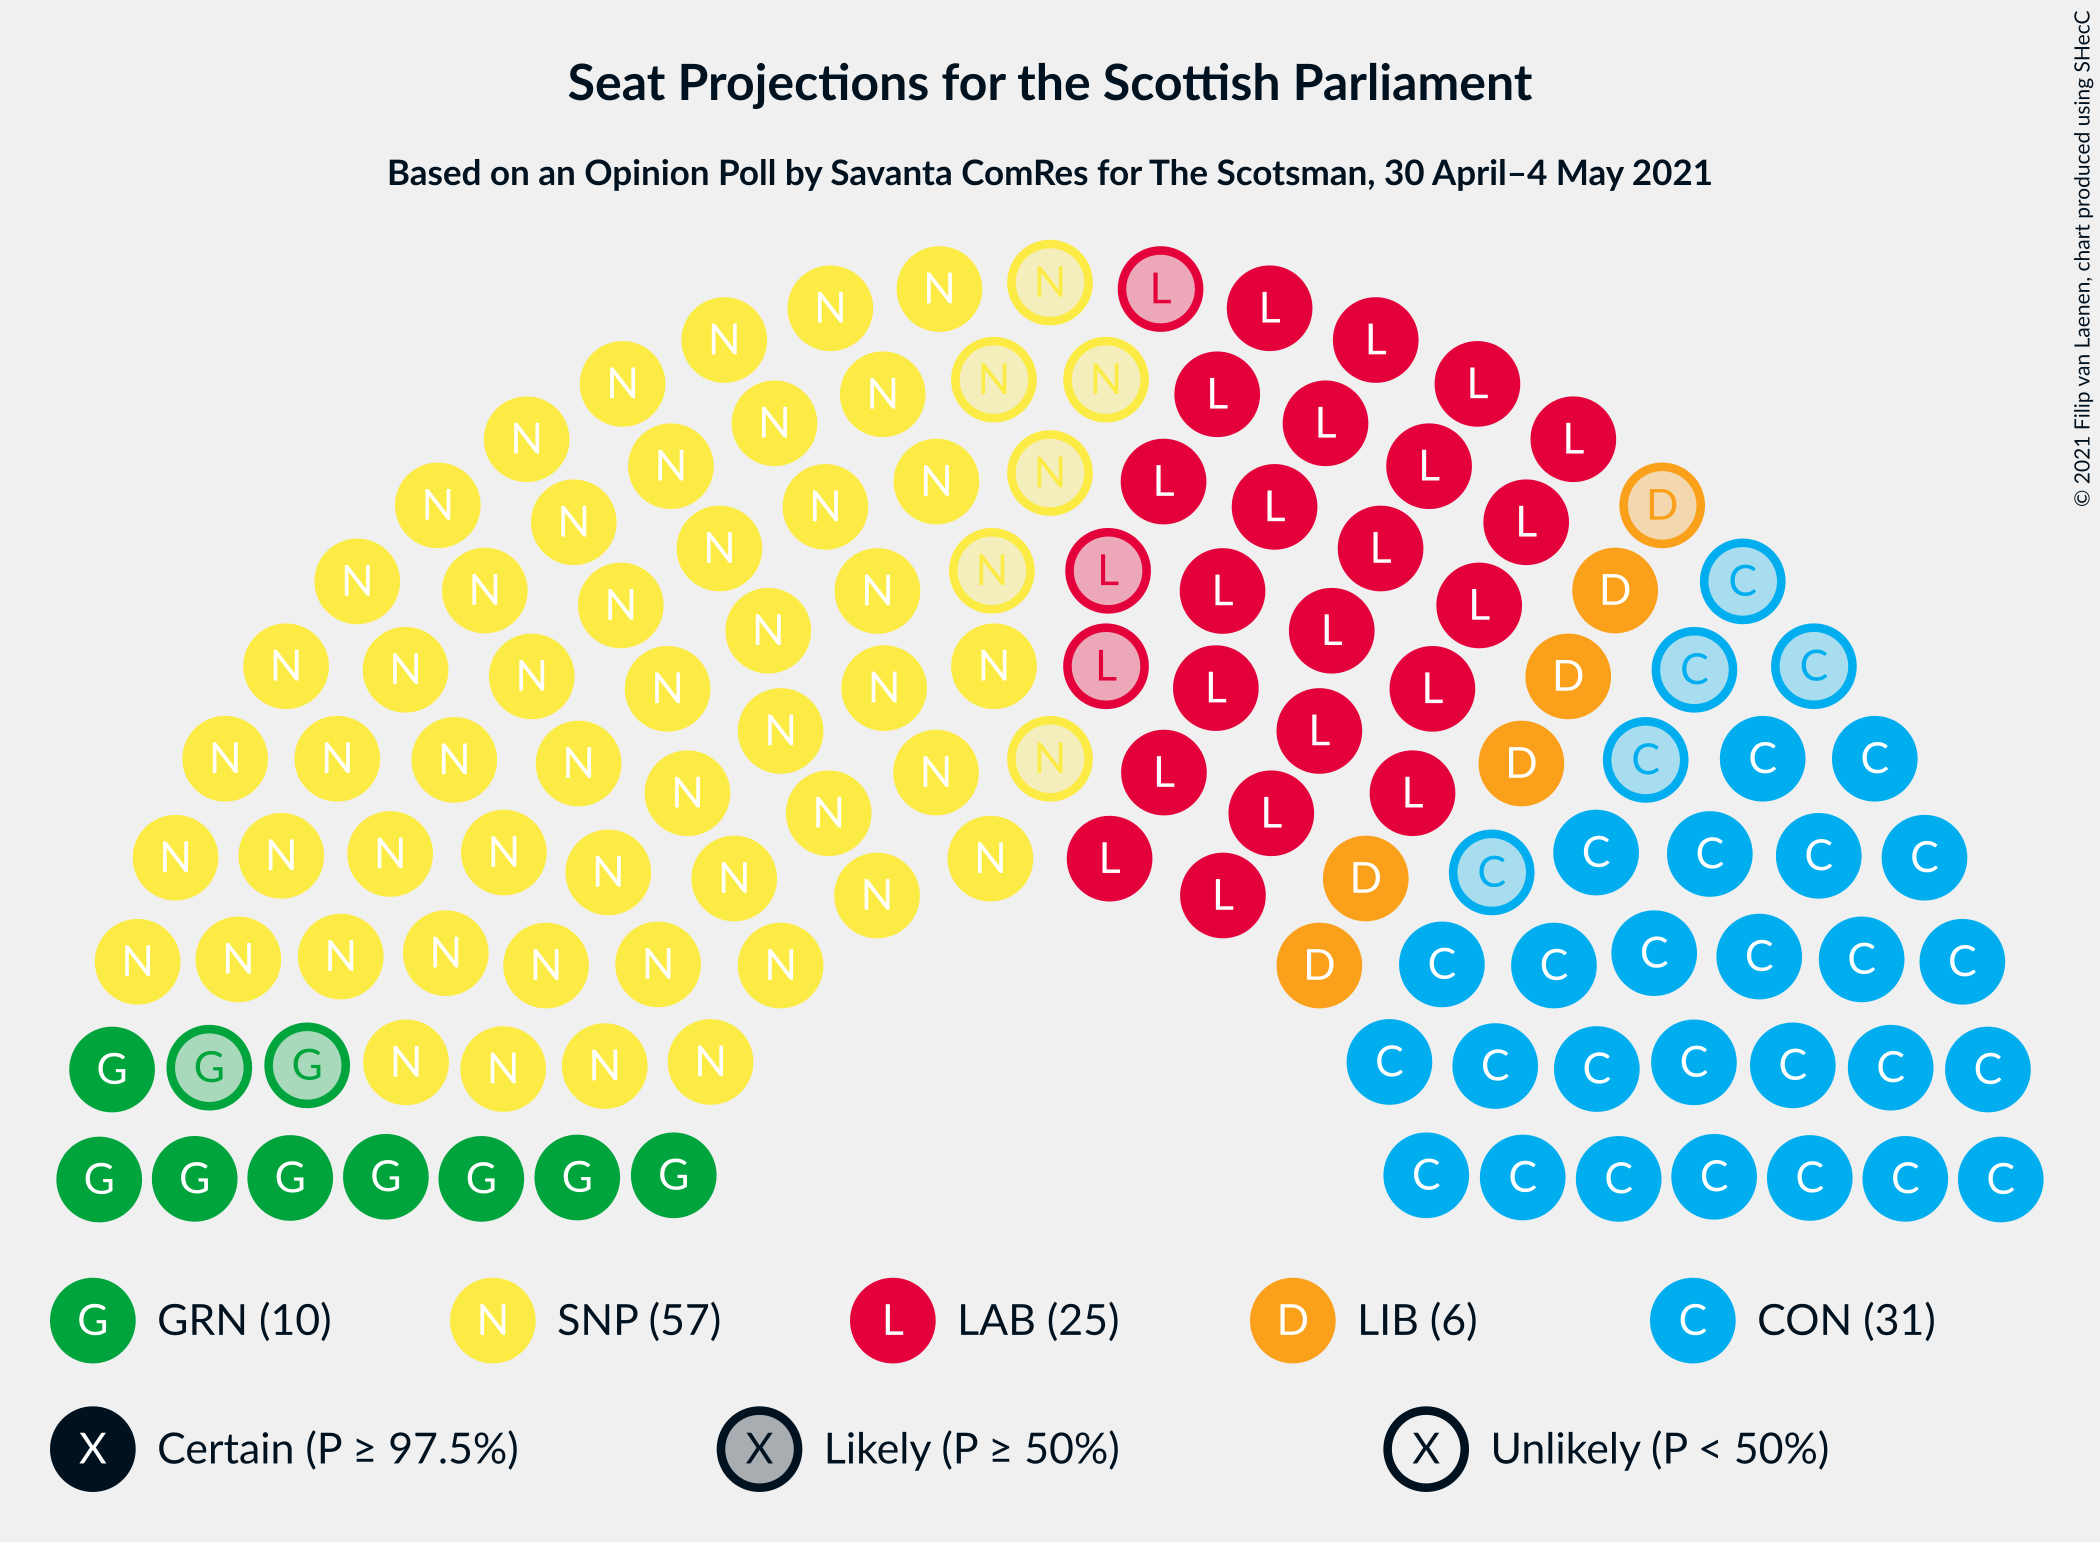 Seat Projections for the Scottish Parliament
Based on an Opinion Poll by Savanta ComRes for The Scotsman, 30 April–4 May 2021
© 2021 Filip van Laenen, chart produced using SHecC
N N N L L
N N L
N L
N N N N L L
N L
N N N L L
N N L D
N N L L
N N L D C
N N N L L D
N N N L L C C
N N N N L L L D C
N N N N N L L D C C C
N N N N N L L C C
N N N N N N N L D C C C C C
N N L
N N N N N N N D C C C C C C
G G G N N N N C C C C C C C
G G G G G G G C C C C C C C
G GRN (10) N SNP (57) L LAB (25) D LIB (6) C CON (31)
X Certain (P ≥ 97.5%) X Likely (P ≥ 50%) X Unlikely (P < 50%)